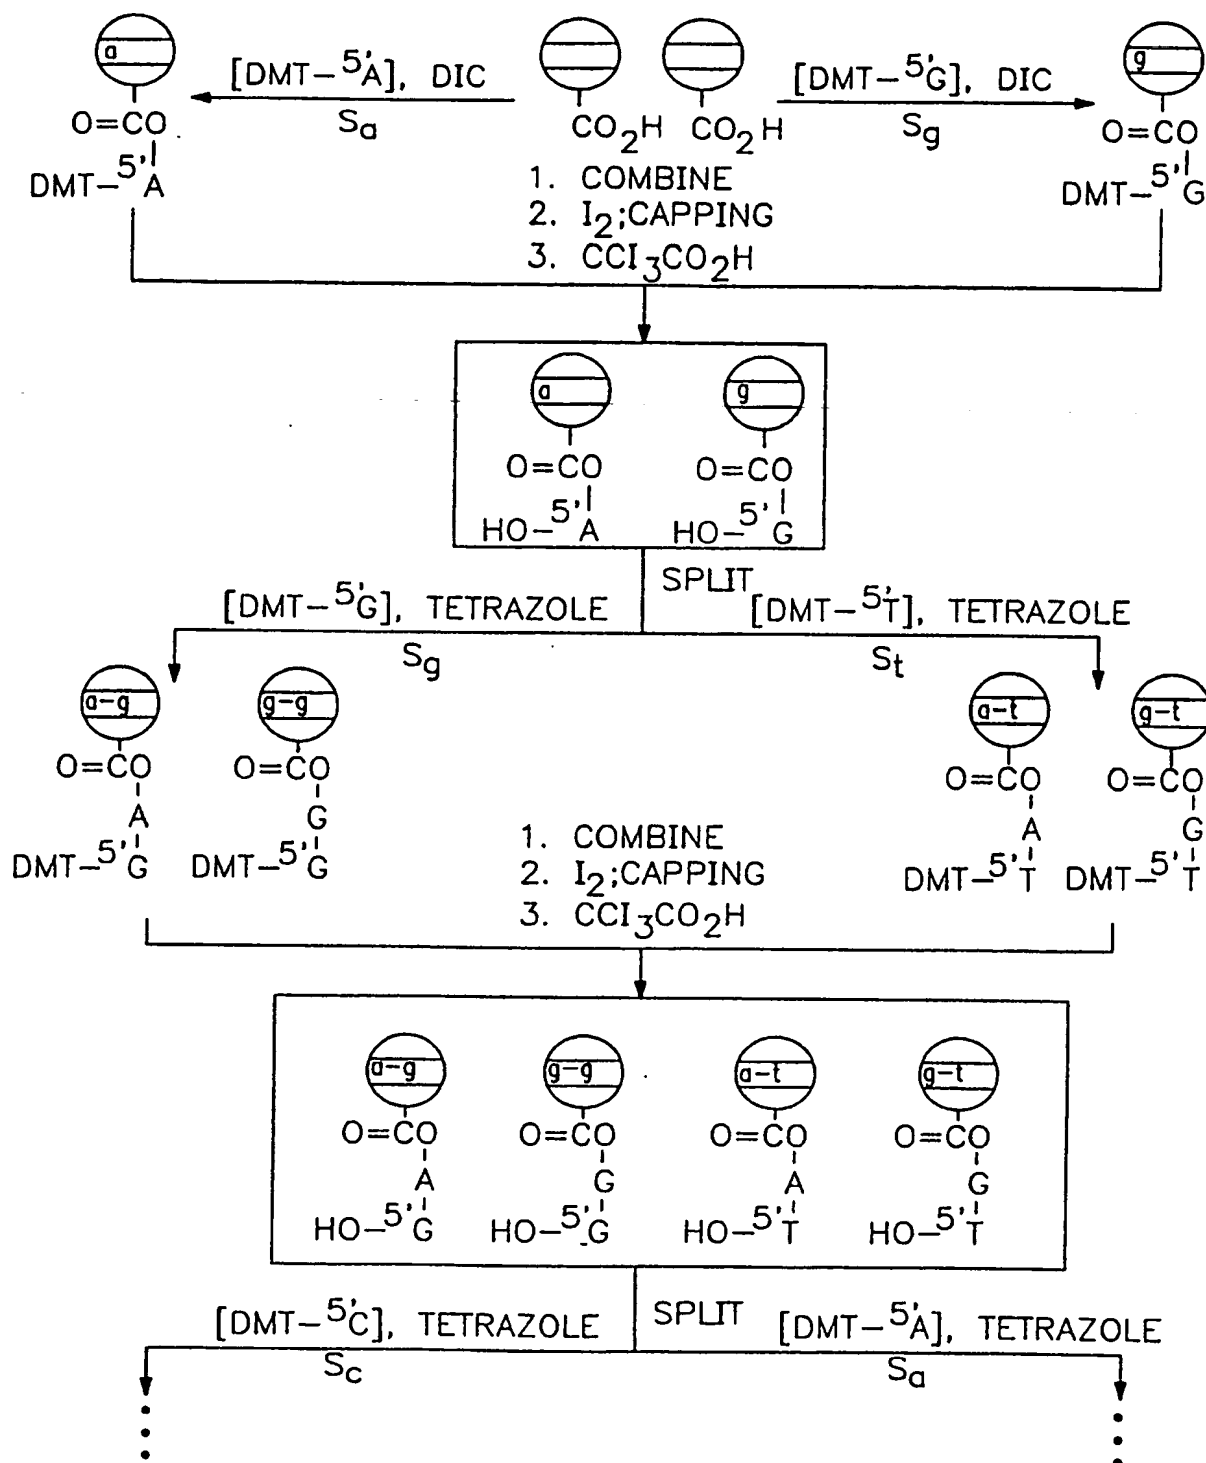 a
g
[DMT-5'A], DIC
[DMT-5'G], DIC
Sa
Sg
O=CO
CO2H CO2H
O=CO
DMT-5'A
DMT-5'G
1. COMBINE
2. I2;CAPPING
3. CCI3CO2H
a
g
O=CO
O=CO
HO-5'A
HO-5'G
SPLIT
[DMT-5'G], TETRAZOLE
[DMT-5'T], TETRAZOLE
Sg
St
a-g
g-g
a-t
g-t
O=CO
O=CO
O=CO
O=CO
A
G
A
G
DMT-5'G
DMT-5'G
DMT-5'T
DMT-5'T
1. COMBINE
2. I2;CAPPING
3. CCI3CO2H
a-g
g-g
a-t
g-t
O=CO
O=CO
O=CO
O=CO
A
G
A
G
HO-5'G
HO-5'G
HO-5'T
HO-5'T
SPLIT
[DMT-5'C], TETRAZOLE
[DMT-5'A], TETRAZOLE
Sc
Sa